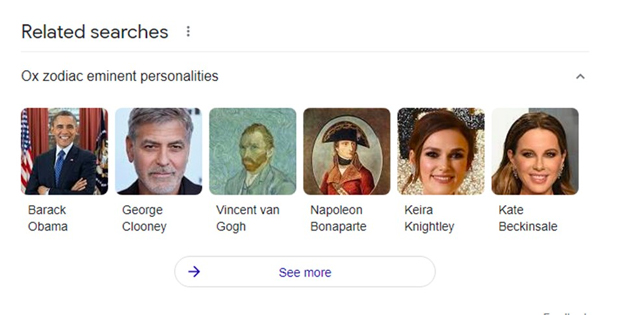 Related searches
Ox zodiac eminent personalities
Barack
Obama
George
Clooney
Vincent van
Gogh
Napoleon
Bonaparte
Keira
Knightley
Kate
Beckinsale
See more